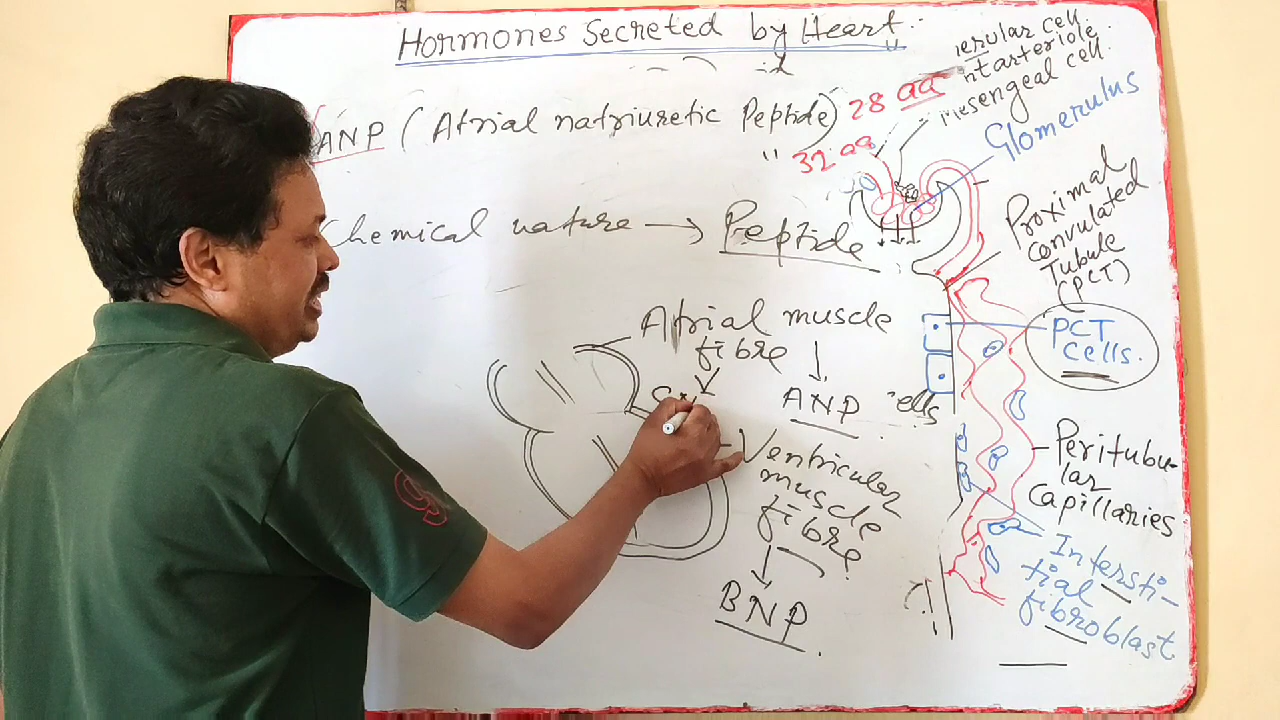 Hormones Secreted by Heart
ANP (Atrial natriuretic Peptide) 28 aa
" 32 aa
Chemical nature → Peptide
Atrial muscle
fibre
ANP
ells
Ventricular
muscle
fibre
BNP
erular cell
nt arteriole.
mesengeal cell.
Glomerulus
Proximal
convulated
Tubule
(PCT)
PCT
cells.
Peritubu-
lar
Capillaries
Intersti-
tial
fibroblast